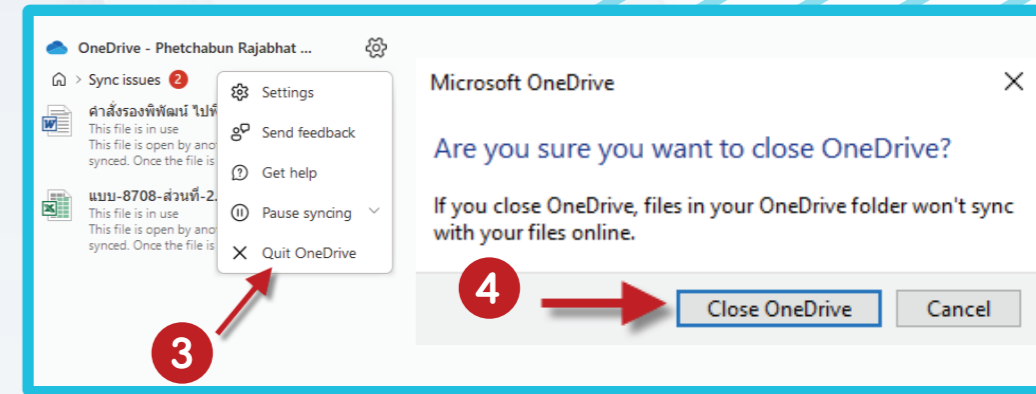 OneDrive - Phetchabun Rajabhat ...
Sync issues 2
คำสั่งรองพิพัฒน์ ไปพิ
This file is in use
This file is open by ano
synced. Once the file is
แบบ-8708-ส่วนที่-2.
This file is in use
This file is open by ano
synced. Once the file is
Settings
Send feedback
Get help
Pause syncing
Quit OneDrive
3
Microsoft OneDrive
Are you sure you want to close OneDrive?
If you close OneDrive, files in your OneDrive folder won't sync
with your files online.
4
Close OneDrive
Cancel